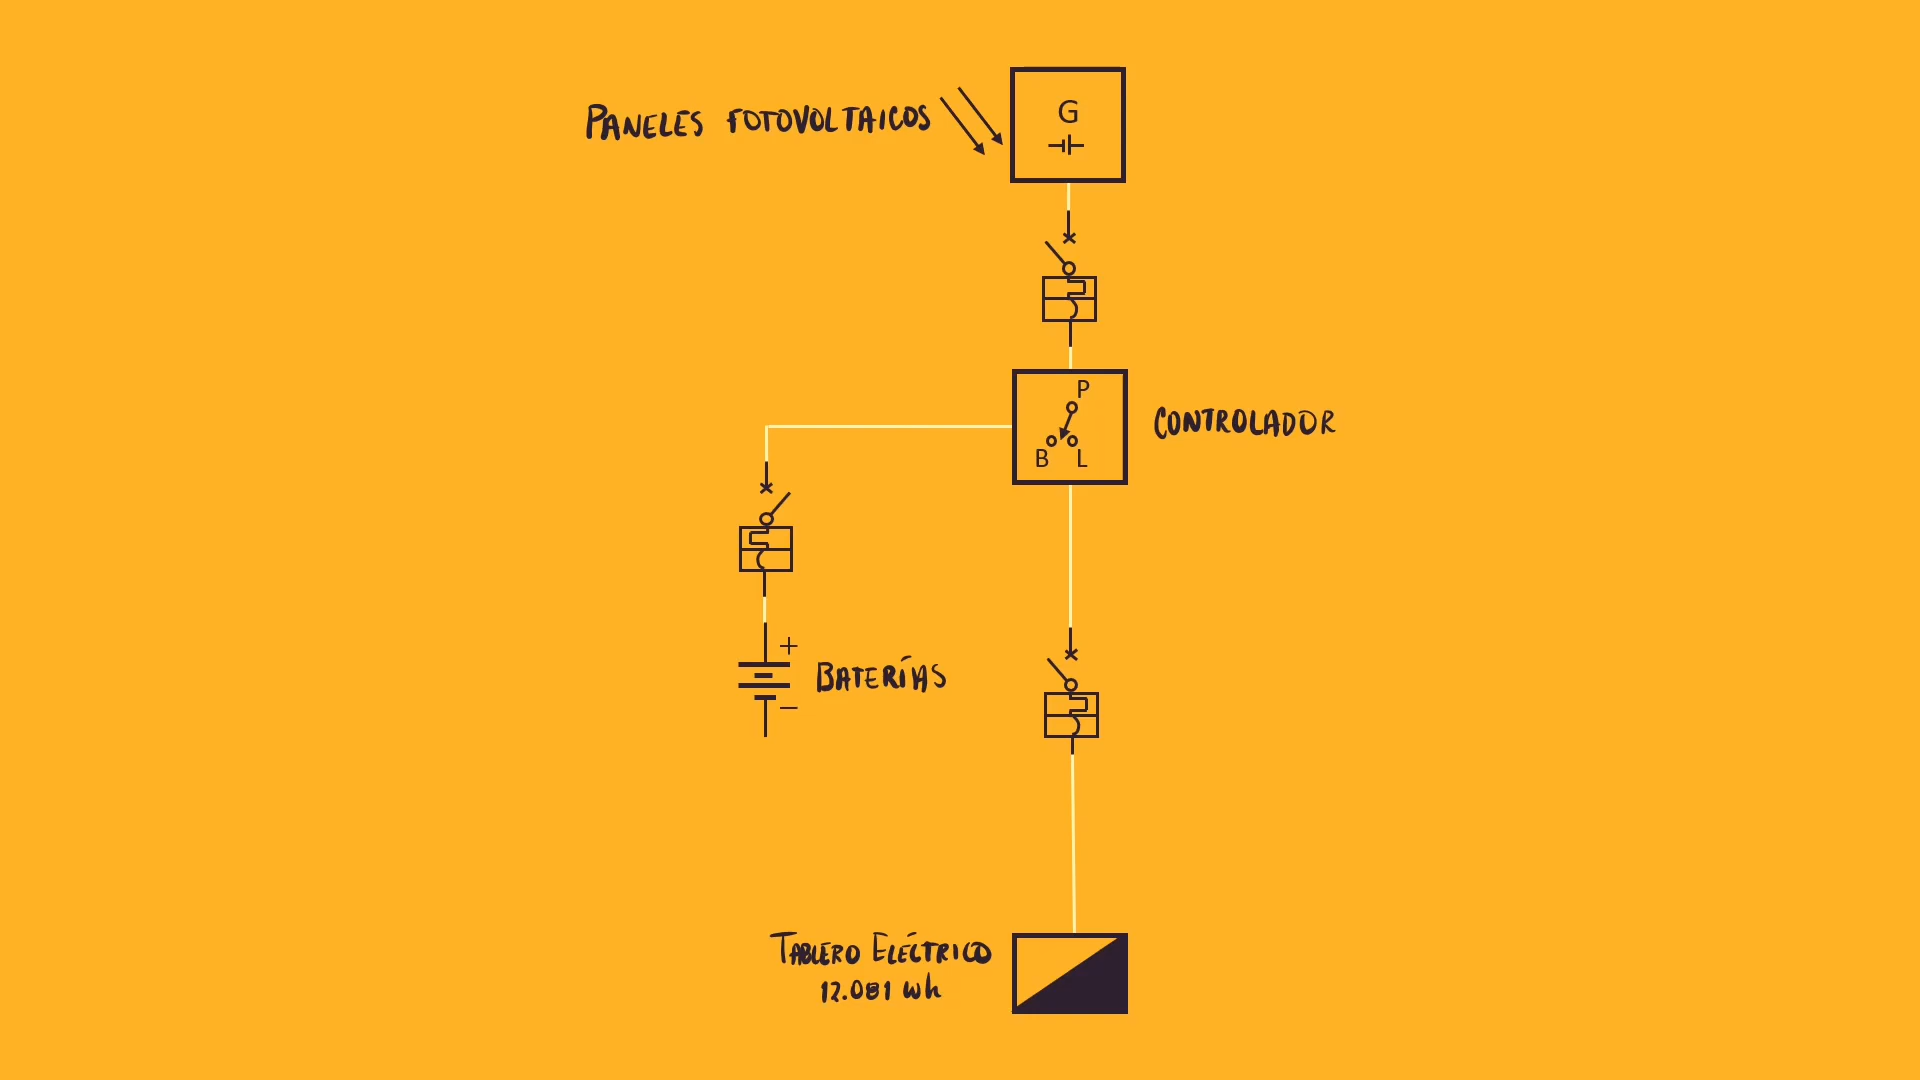 PANELES FOTOVOLTAICOS
G
P
CONTROLADOR
B L
+
BATERÍAS
−
TABLERO ELÉCTRICO
12.081 wh